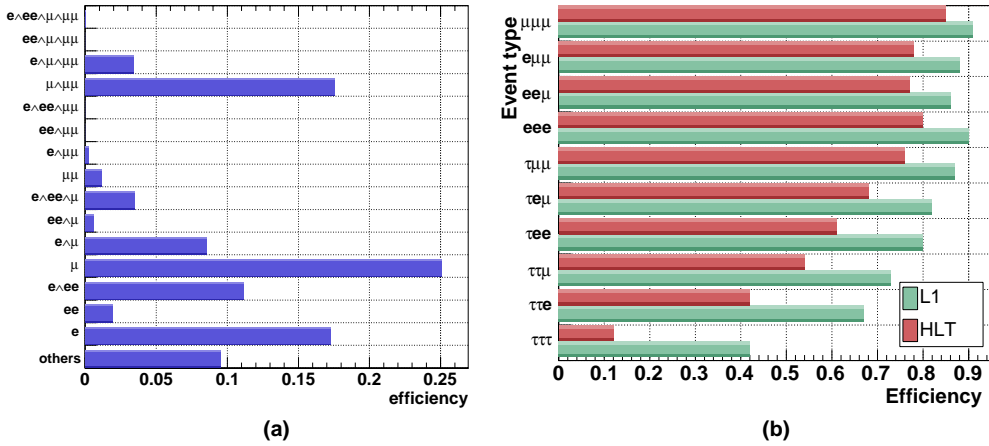 e∧ee∧μ∧μμ
ee∧μ∧μμ
e∧μ∧μμ
μ∧μμ
e∧ee∧μμ
ee∧μμ
e∧μμ
μμ
e∧ee∧μ
ee∧μ
e∧μ
μ
e∧ee
ee
e
others
0 0.05 0.1 0.15 0.2 0.25
efficiency
(a)
Event type
μμμ
eμμ
eeμ
eee
τμμ
τeμ
τee
ττμ
ττe
τττ
L1
HLT
0 0.1 0.2 0.3 0.4 0.5 0.6 0.7 0.8 0.9
Efficiency
(b)